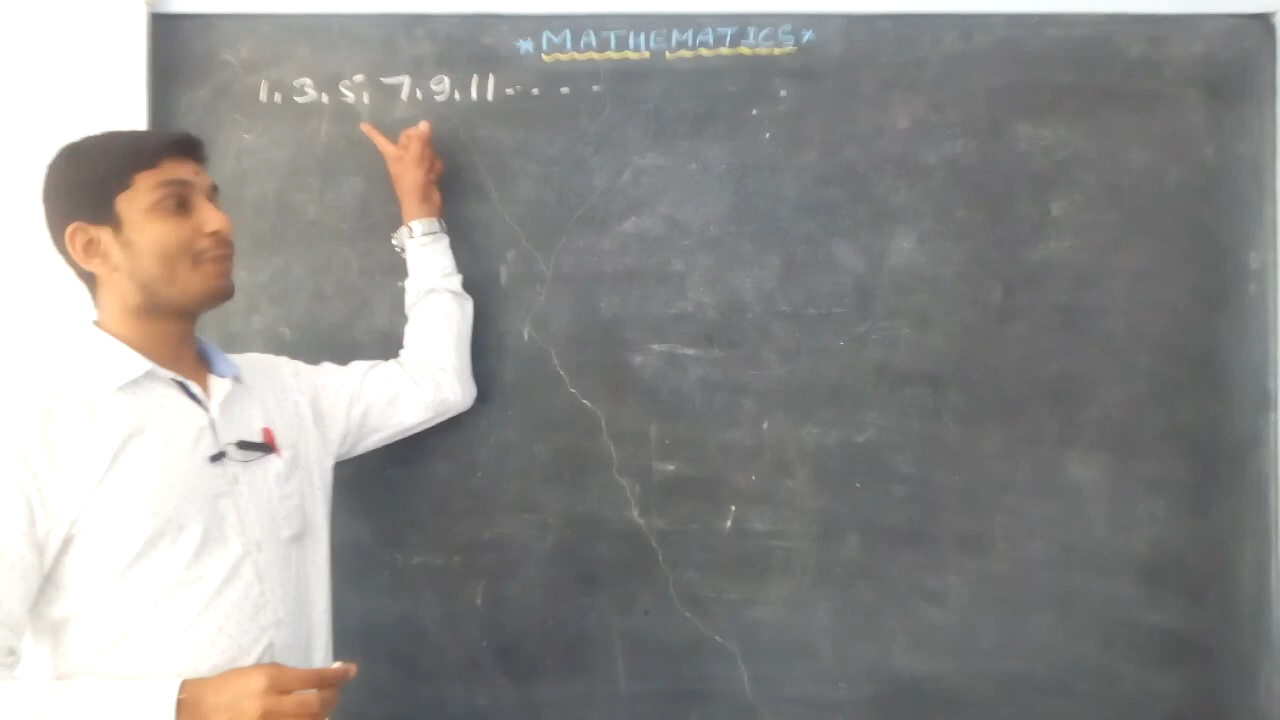 *MATHEMATICS*
1, 3, 5, 7, 9, 11-----